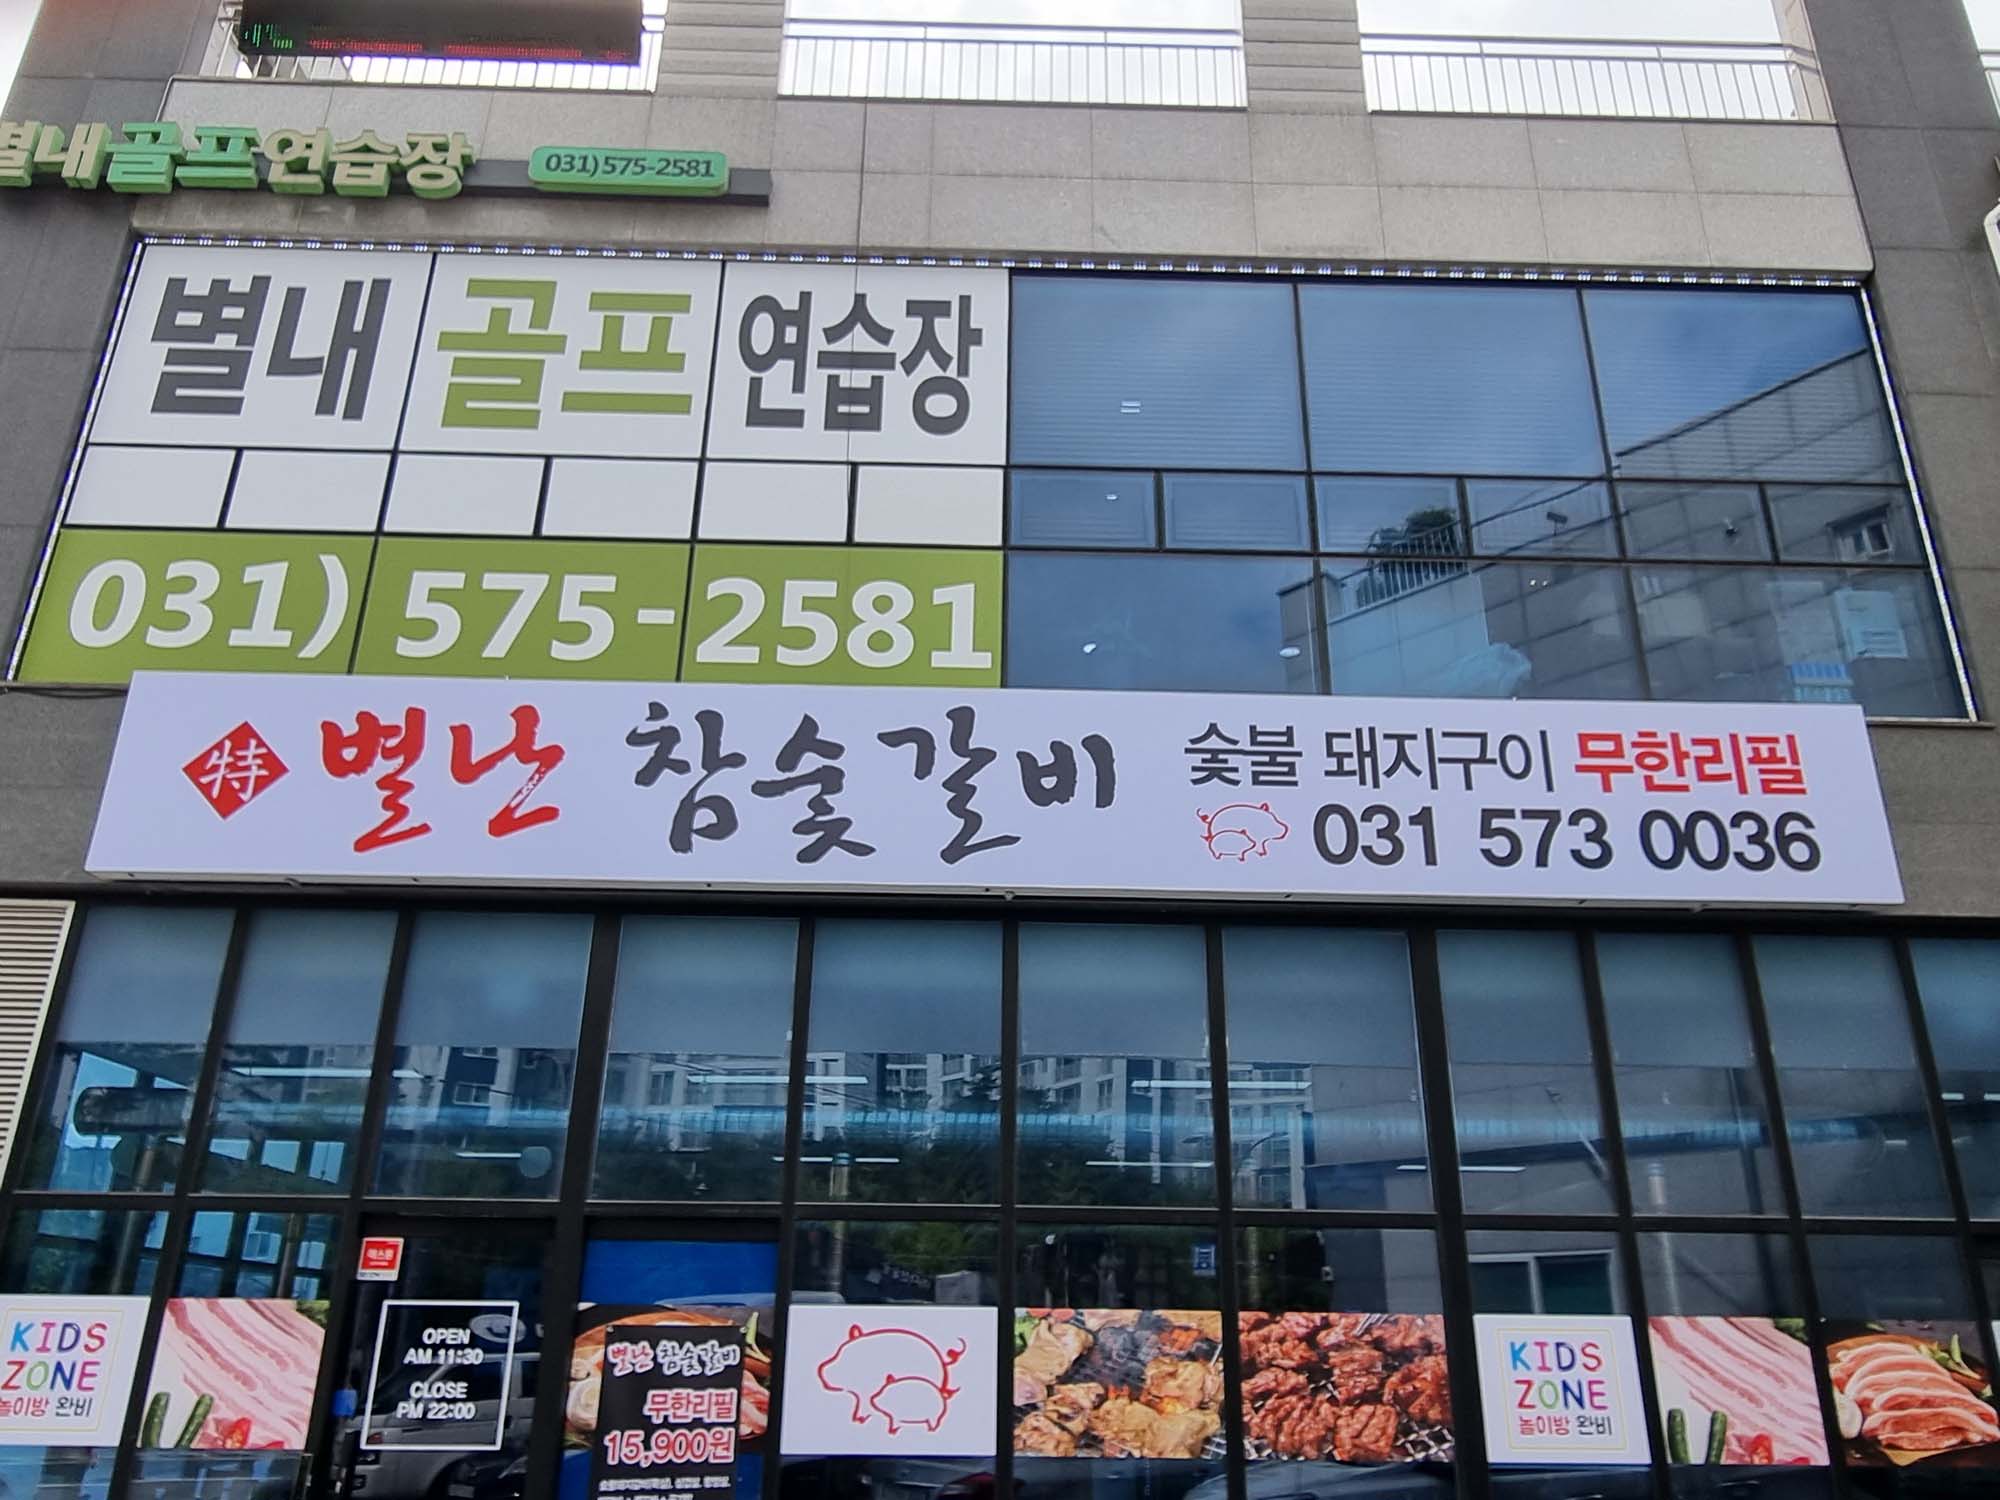 별내골프연습장 031)575-2581
별내 골프 연습장
031) 575-2581
特 별난 참숯갈비 숯불 돼지구이 무한리필
031 573 0036
에스원
OPEN
AM 11:30
CLOSE
PM 22:00
별난 참숯갈비
무한리필
15,900원
KIDS
ZONE
놀이방 완비
KIDS
ZONE
놀이방 완비